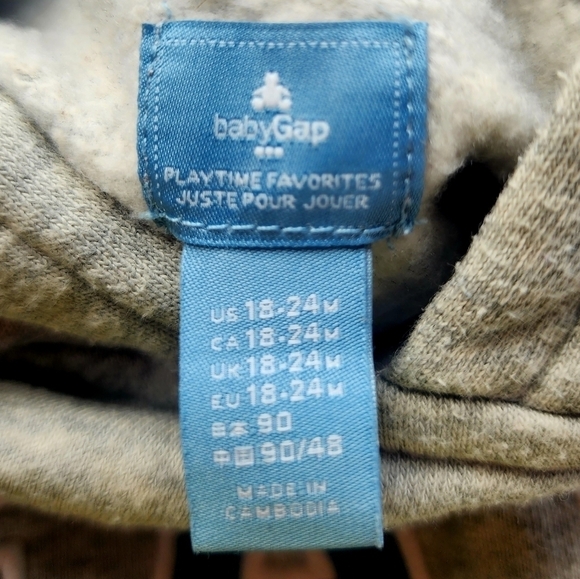 babyGap
PLAYTIME FAVORITES
JUSTE POUR JOUER
US 18-24M
CA 18-24M
UK 18-24M
EU 18-24M
日本 90
中国 90/48
MADE IN
CAMBODIA